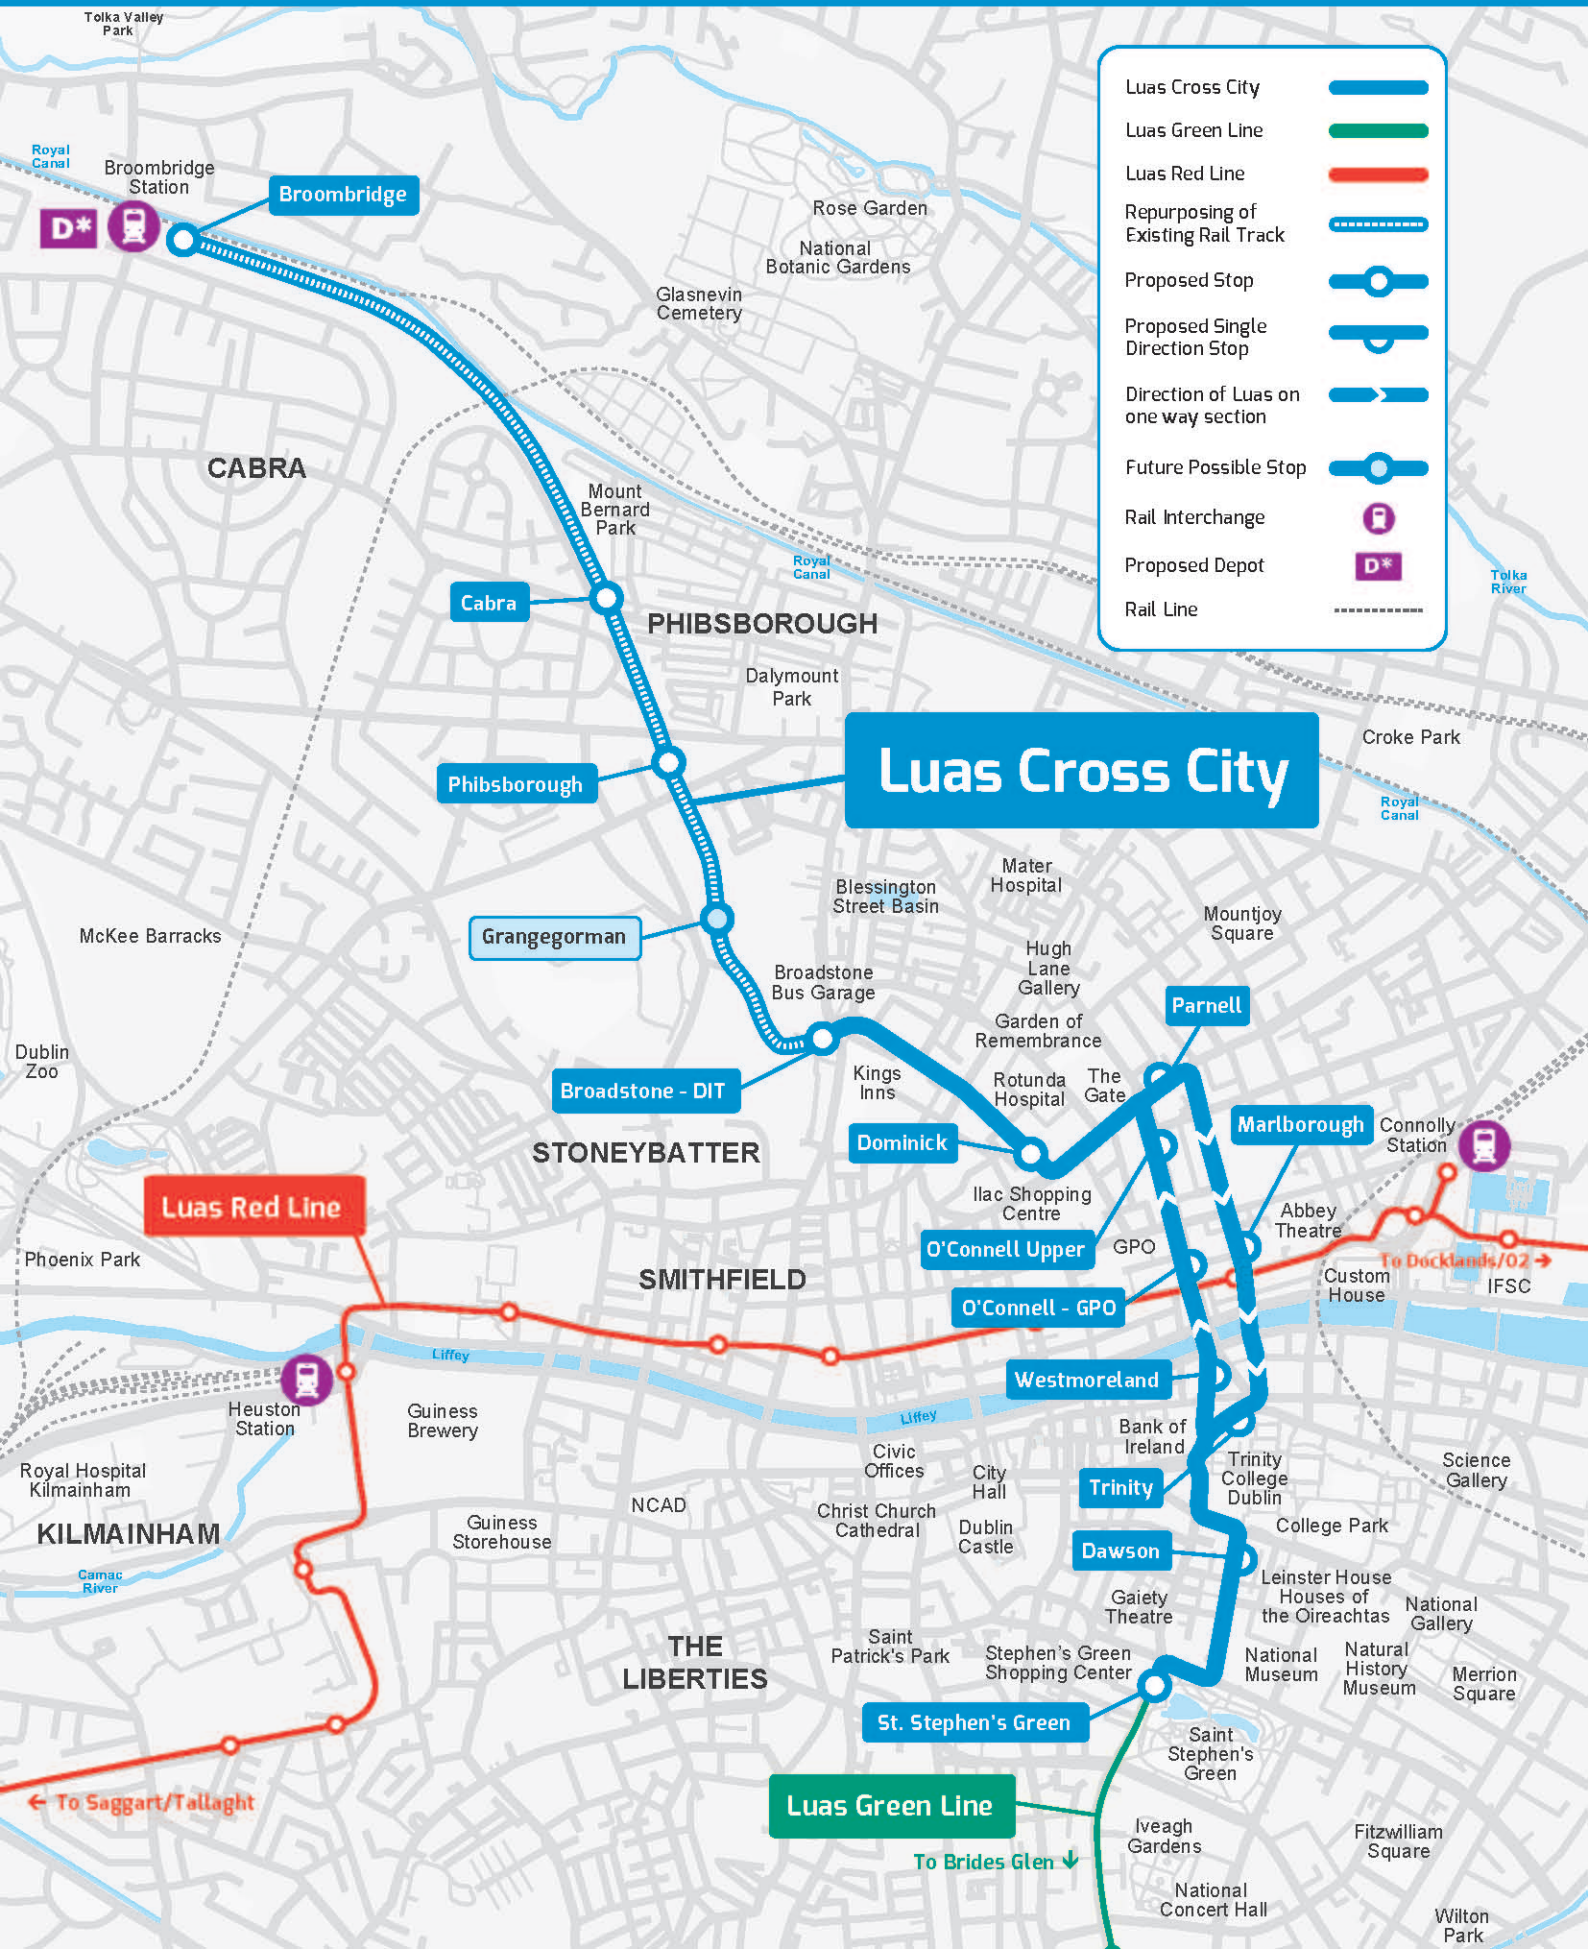 Tolka Valley
Park
Royal
Canal
Broombridge
Station
Broombridge
D*
Rose Garden
National
Botanic Gardens
Glasnevin
Cemetery
Luas Cross City
Luas Green Line
Luas Red Line
Repurposing of
Existing Rail Track
Proposed Stop
Proposed Single
Direction Stop
Direction of Luas on
one way section
Future Possible Stop
Rail Interchange
Proposed Depot
D*
Rail Line
Tolka
River
CABRA
Mount
Bernard
Park
Royal
Canal
Cabra
PHIBSBOROUGH
Dalymount
Park
Phibsborough
Luas Cross City
Croke Park
Royal
Canal
Mater
Hospital
Blessington
Street Basin
Mountjoy
Square
McKee Barracks
Grangegorman
Hugh
Lane
Gallery
Broadstone
Bus Garage
Parnell
Garden of
Remembrance
Dublin
Zoo
Kings
Inns
Rotunda
Hospital
The
Gate
Broadstone - DIT
Marlborough
Connolly
Station
Dominick
STONEYBATTER
Luas Red Line
Ilac Shopping
Centre
Abbey
Theatre
O'Connell Upper
GPO
Phoenix Park
To Docklands/02 →
SMITHFIELD
Custom
House
IFSC
O'Connell - GPO
Liffey
Westmoreland
Heuston
Station
Guiness
Brewery
Liffey
Bank of
Ireland
Civic
Offices
City
Hall
Trinity
Trinity
College
Dublin
Science
Gallery
Royal Hospital
Kilmainham
NCAD
Christ Church
Cathedral
Dublin
Castle
KILMAINHAM
Guiness
Storehouse
College Park
Dawson
Camac
River
Leinster House
Houses of
the Oireachtas
Gaiety
Theatre
National
Gallery
THE
LIBERTIES
Saint
Patrick's Park
Stephen's Green
Shopping Center
National
Museum
Natural
History
Museum
Merrion
Square
St. Stephen's Green
Saint
Stephen's
Green
← To Saggart/Tallaght
Luas Green Line
Iveagh
Gardens
Fitzwilliam
Square
To Brides Glen ↓
National
Concert Hall
Wilton
Park